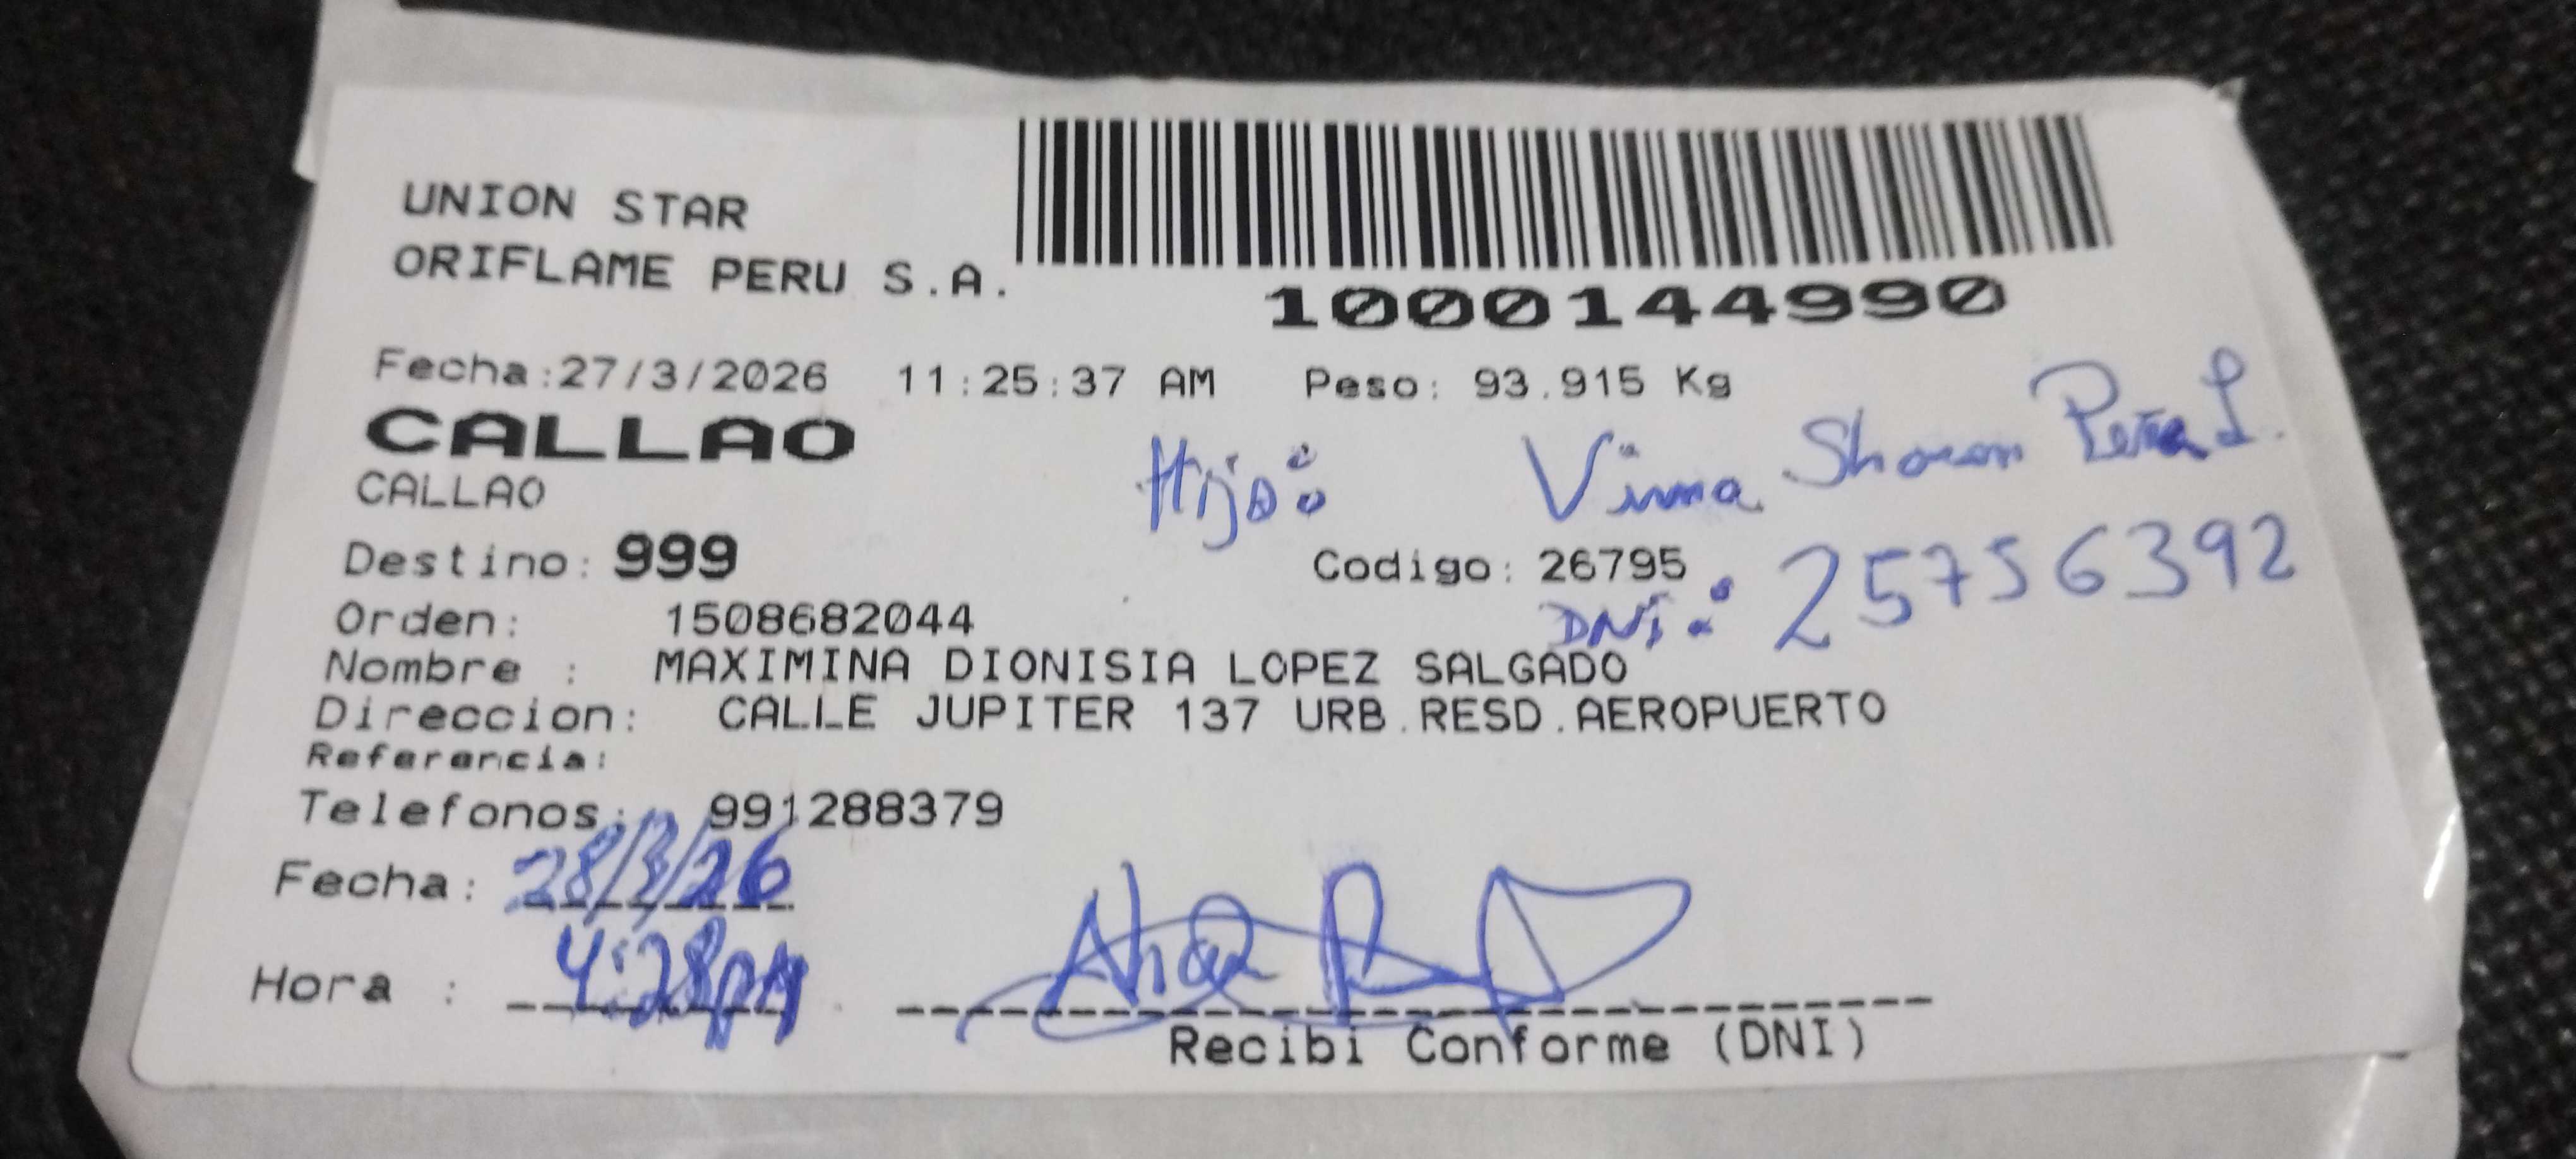 UNION STAR
ORIFLAME PERU S.A.
1000144990
Fecha:27/3/2026 11:25:37 AM Peso: 93.915 Kg
CALLAO
CALLAO
Sharon Peña L.
Destino: 999
Codigo: 26795
DNI: 25756392
Orden: 1508682044
Nombre : MAXIMINA DIONISIA LOPEZ SALGADO
Direccion: CALLE JUPITER 137 URB.RESD.AEROPUERTO
Referencia:
Telefonos: 991288379
Fecha: 28/3/26
Hora : 4:28pm
Recibi Conforme (DNI)